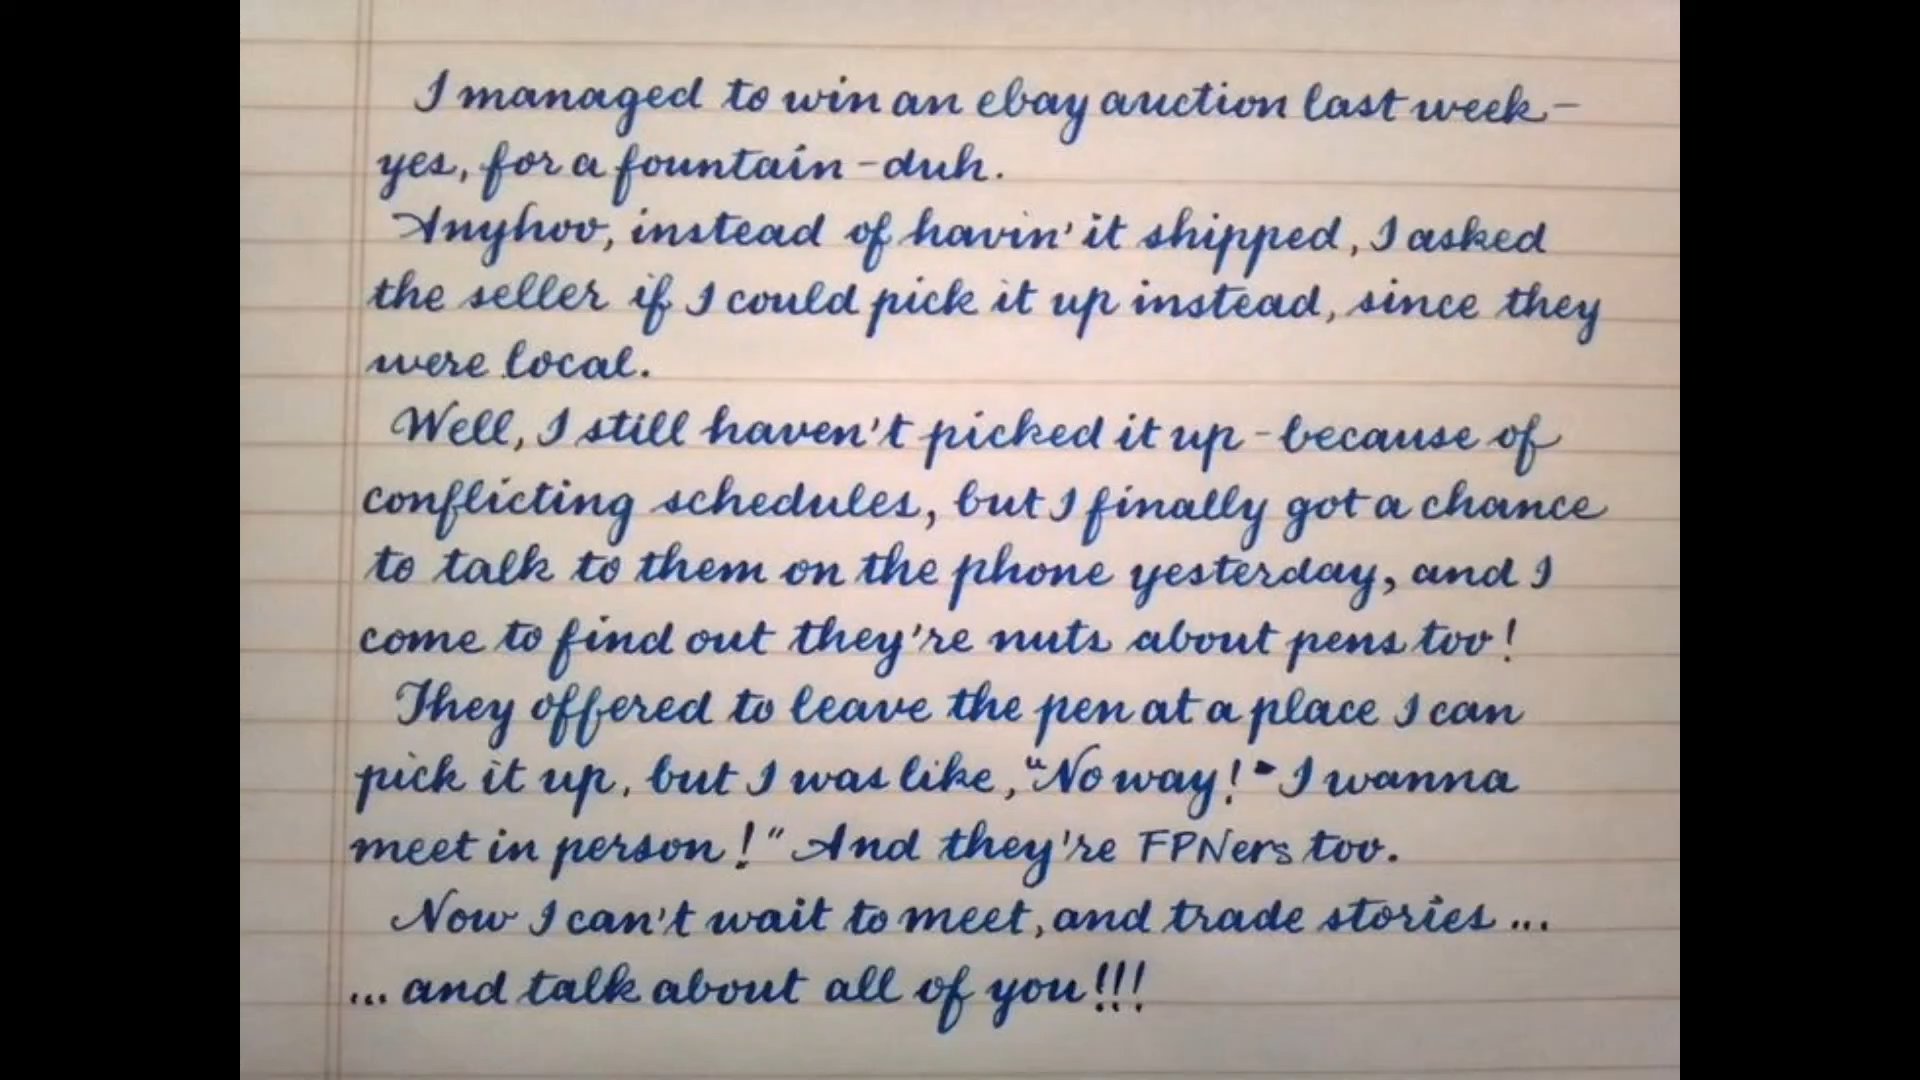 I managed to win an ebay auction last week –
yes, for a fountain – duh.
Anyhoo, instead of havin' it shipped, I asked
the seller if I could pick it up instead, since they
were local.
Well, I still haven't picked it up - because of
conflicting schedules, but I finally got a chance
to talk to them on the phone yesterday, and I
come to find out they're nuts about pens too!
They offered to leave the pen at a place I can
pick it up, but I was like, "No way! - I wanna
meet in person!" And they're FPNers too.
Now I can't wait to meet, and trade stories ...
... and talk about all of you!!!